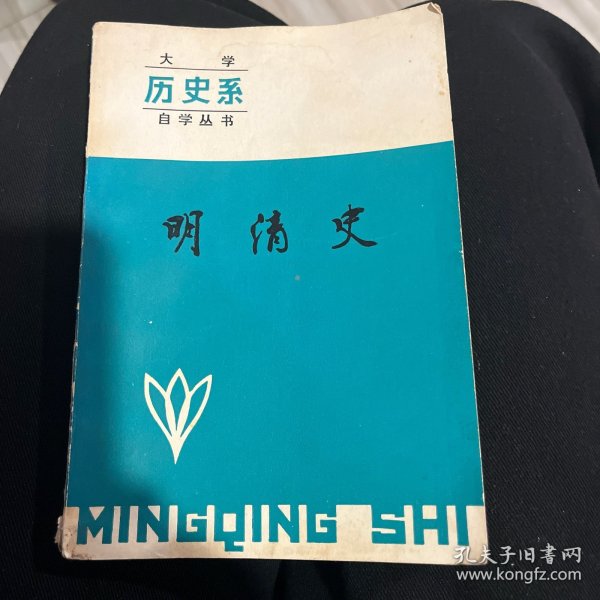 大学
历史系
自学丛书
明清史
MINGQING SHI
孔夫子旧书网
www.kongfz.com